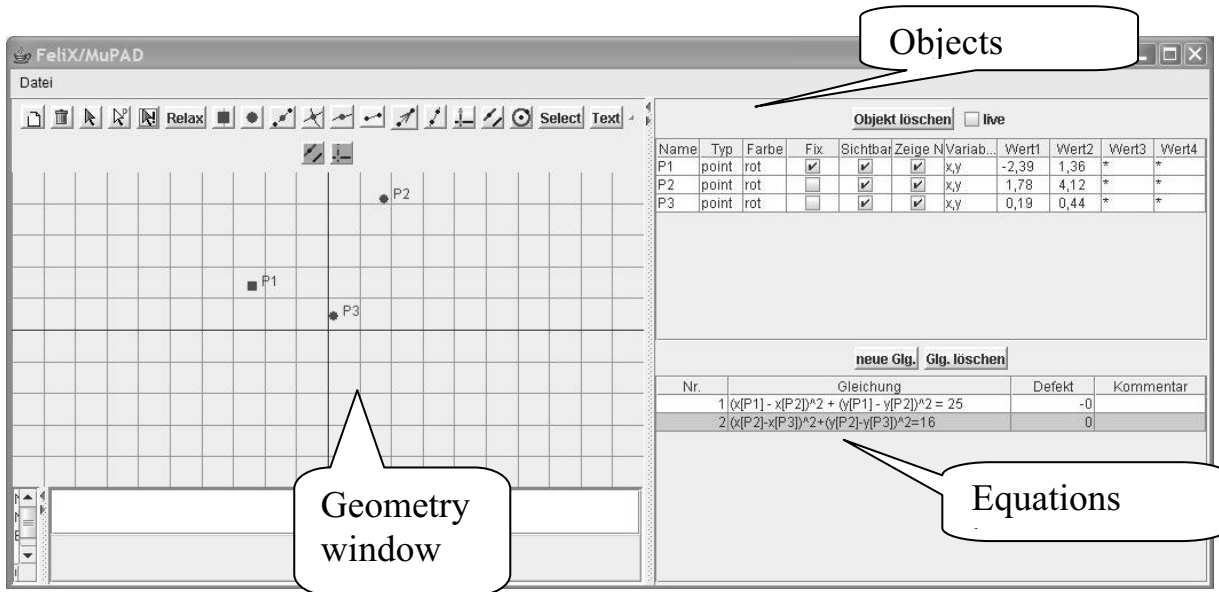 Objects
FeliX/MuPAD
Datei
Relax Select Text
Objekt löschen live
Name Typ Farbe Fix Sichtbar Zeige N Variab... Wert1 Wert2 Wert3 Wert4
P1 point rot x,y -2,39 1,36 * *
P2 point rot x,y 1,78 4,12 * *
P3 point rot x,y 0,19 0,44 * *
P2
P1
P3
neue Glg. Glg. löschen
Nr. Gleichung Defekt Kommentar
1 (x[P1] - x[P2])^2 + (y[P1] - y[P2])^2 = 25 -0
2 (x[P2]-x[P3])^2+(y[P2]-y[P3])^2=16 0
Geometry
window
Equations